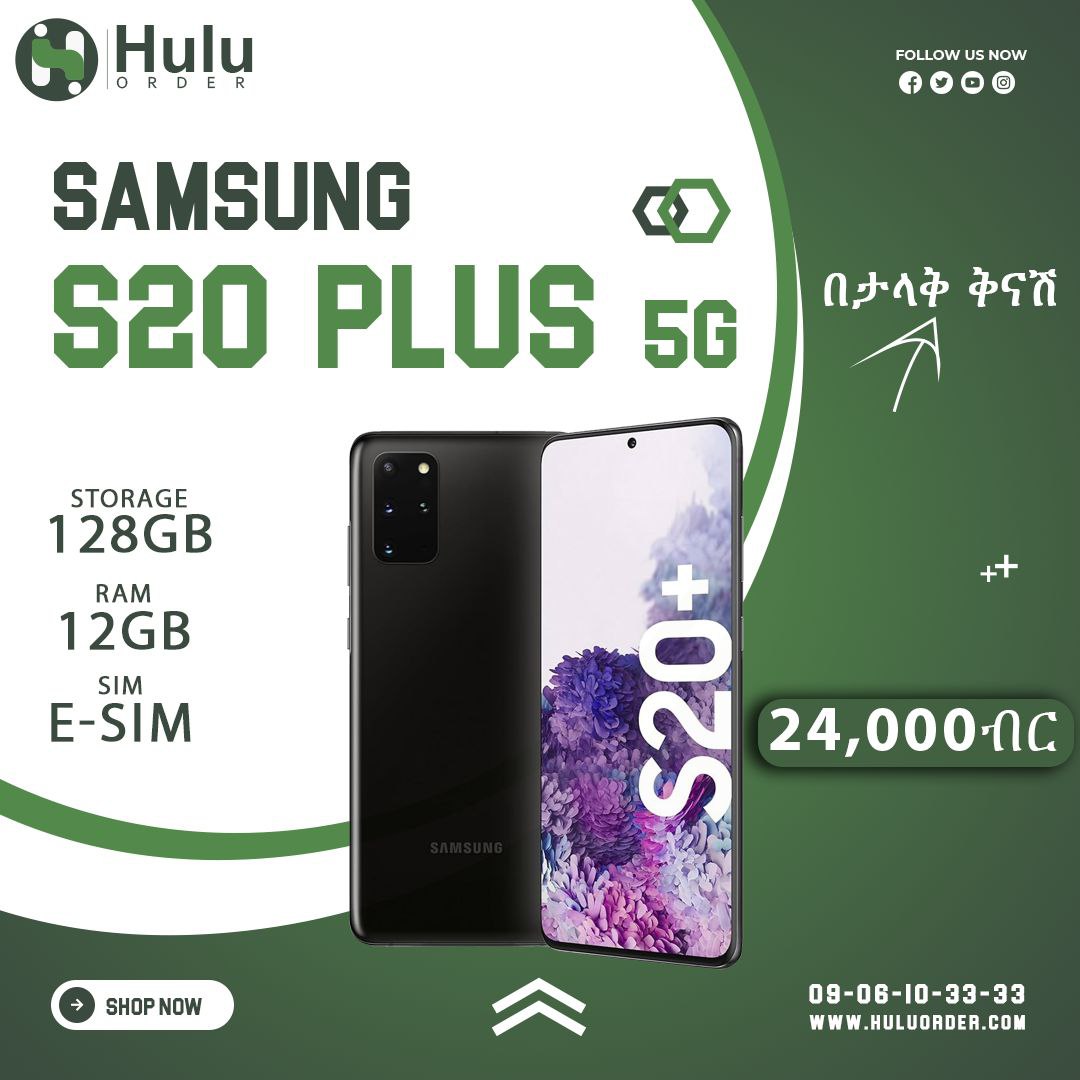 Hulu
ORDER
FOLLOW US NOW
SAMSUNG
S20 PLUS 5G
በታላቅ ቅናሽ
STORAGE
128GB
RAM
12GB
SIM
E-SIM
S20+
SAMSUNG
24,000ብር
SHOP NOW
09-06-10-33-33
WWW.HULUORDER.COM